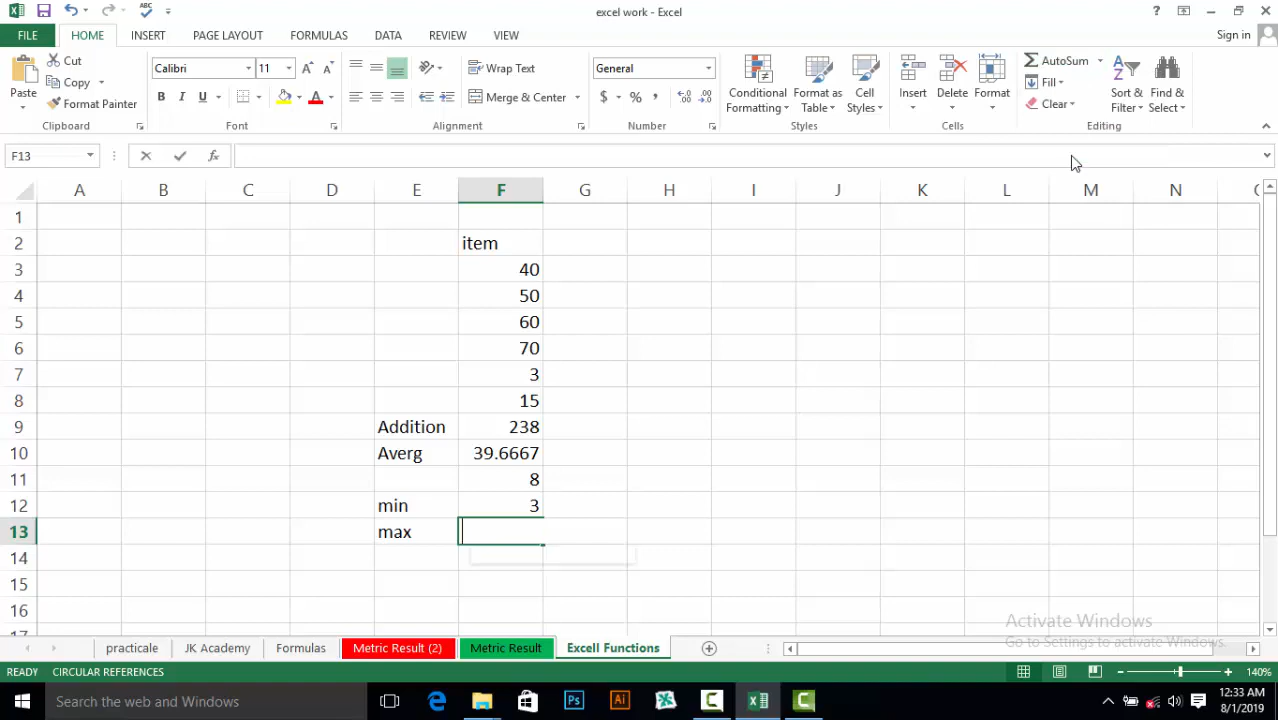 excel work - Excel
?
Sign in
FILE HOME INSERT PAGE LAYOUT FORMULAS DATA REVIEW VIEW
Paste
Cut
Copy
Format Painter
Clipboard
Calibri 11
B I U A
Font
Wrap Text
Merge & Center
Alignment
General
$ % ,
Number
Conditional Formatting
Format as Table
Cell Styles
Styles
Insert
Delete
Format
Cells
AutoSum
Fill
Clear
Sort & Filter
Find & Select
Editing
F13 fx
A B C D E F G H I J K L M N
1
2 item
3 40
4 50
5 60
6 70
7 3
8 15
9 Addition 238
10 Averg 39.6667
11 8
12 min 3
13 max
14
15
16
17
Activate Windows
Go to Settings to activate Windows.
practicale JK Academy Formulas Metric Result (2) Metric Result Excell Functions
READY CIRCULAR REFERENCES 140%
Search the web and Windows
12:33 AM
8/1/2019